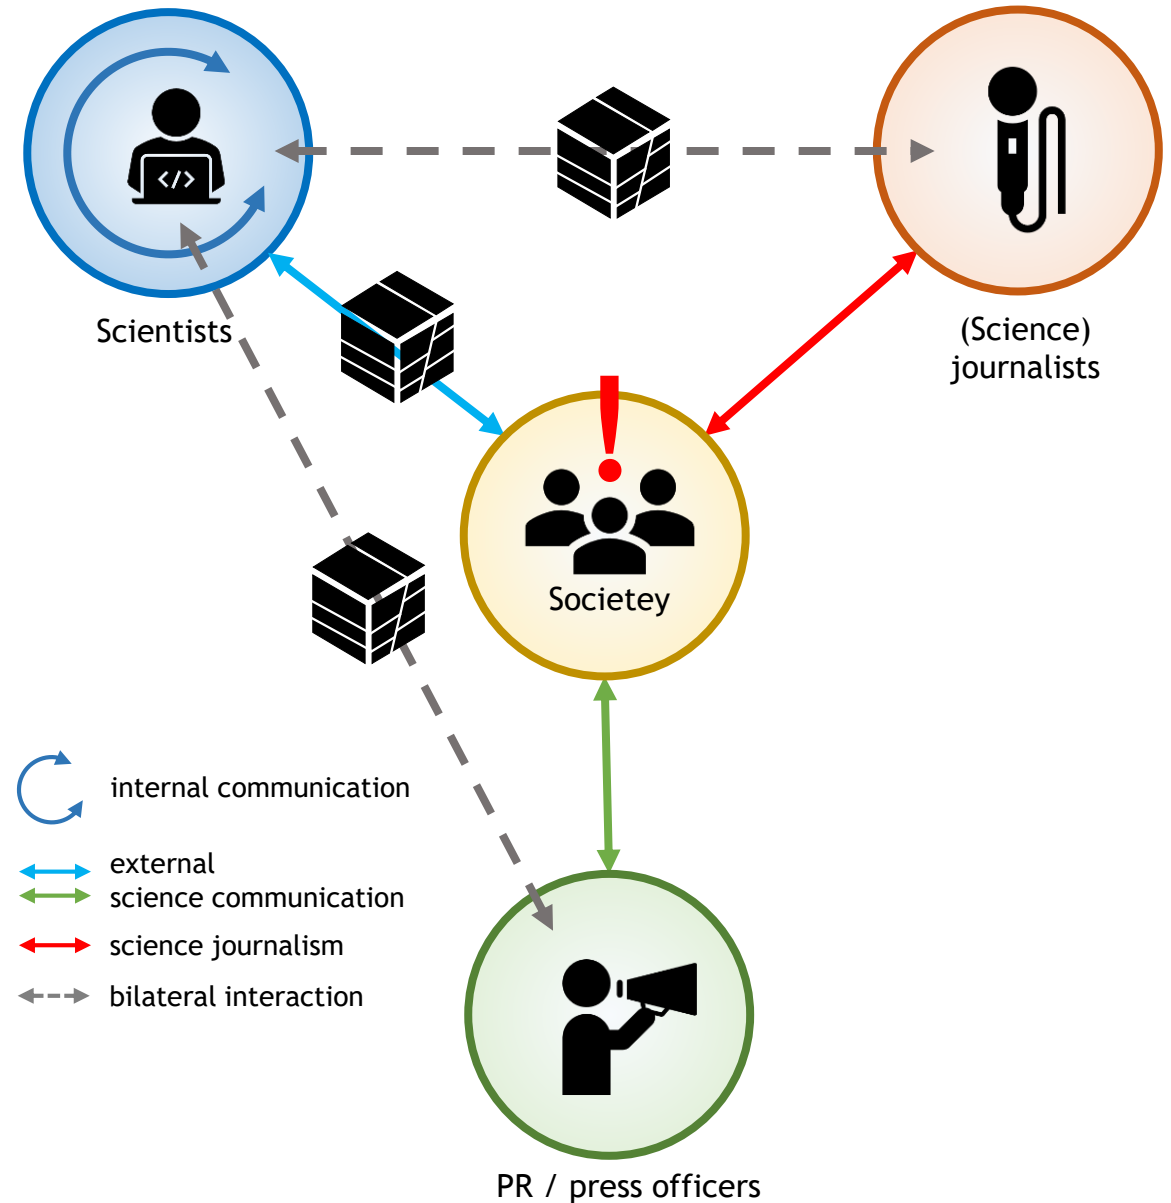 </>
Scientists
(Science)
journalists
Societey
internal communication
external
science communication
science journalism
bilateral interaction
PR / press officers